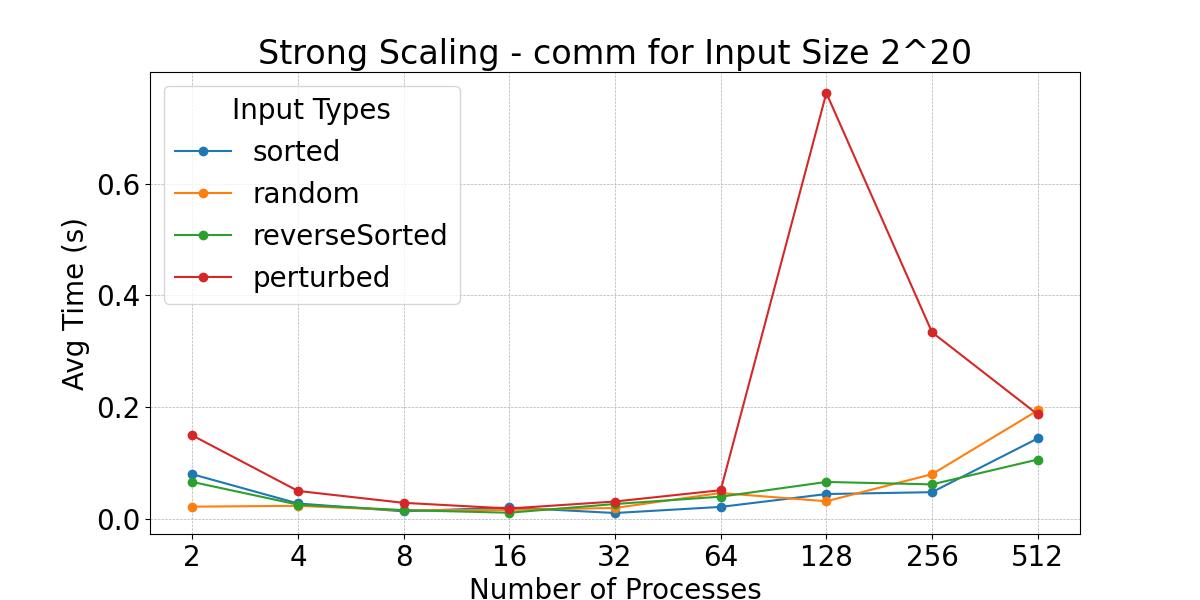 Strong Scaling - comm for Input Size 2^20
Input Types
sorted
random
reverseSorted
perturbed
Avg Time (s)
0.6
0.4
0.2
0.0
2 4 8 16 32 64 128 256 512
Number of Processes